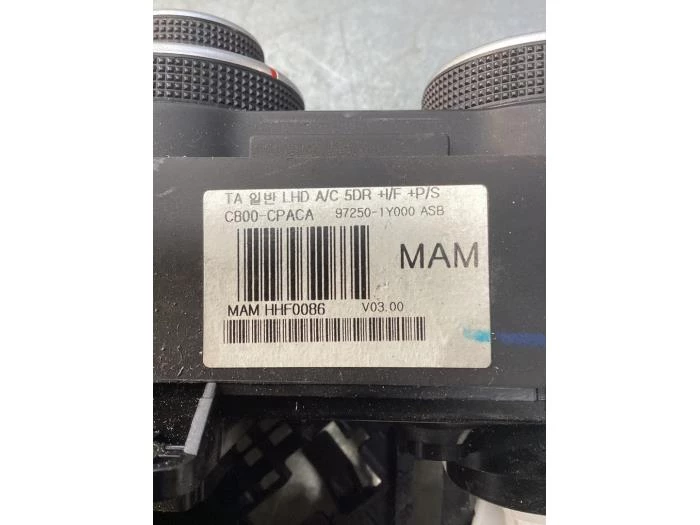 TA 일반 LHD A/C 5DR +I/F +P/S
C800-CPACA 97250-1Y000 ASB
MAM
MAM HHF0086 V03.00